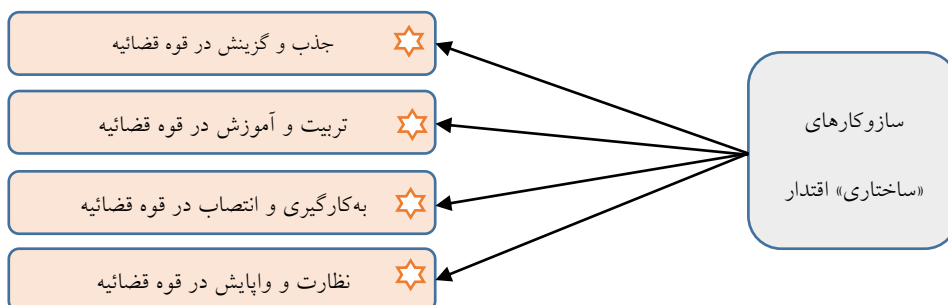 سازوکارهای
«ساختاری» اقتدار
جذب و گزینش در قوه قضائیه
تربیت و آموزش در قوه قضائیه
به‌کارگیری و انتصاب در قوه قضائیه
نظارت و واپایش در قوه قضائیه